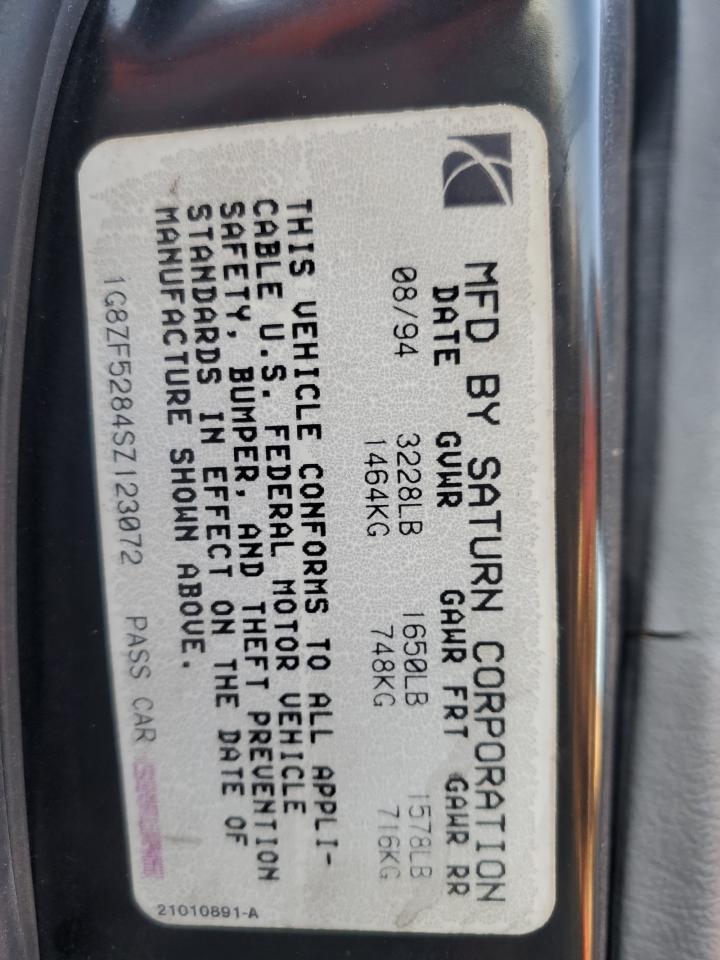 MFD BY SATURN CORPORATION
DATE GVWR GAWR FRT GAWR RR
08/94 3228LB 1650LB 1578LB
1464KG 748KG 716KG
THIS VEHICLE CONFORMS TO ALL APPLI-
CABLE U.S. FEDERAL MOTOR VEHICLE
SAFETY, BUMPER, AND THEFT PREVENTION
STANDARDS IN EFFECT ON THE DATE OF
MANUFACTURE SHOWN ABOVE.
1G8ZF5284SZ123072 PASS CAR
21010891-A